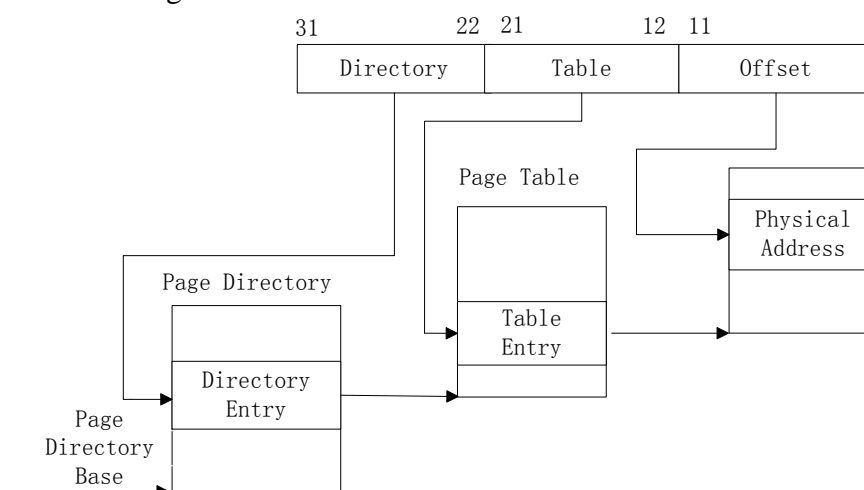 31 22 21 12 11
Directory Table Offset
Page Table
Physical
Address
Page Directory
Table
Entry
Directory
Entry
Page
Directory
Base